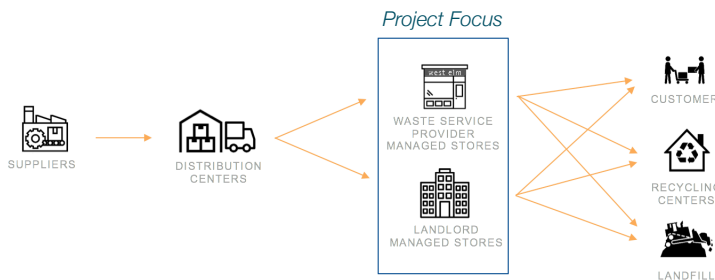 Project Focus
west elm
SUPPLIERS
DISTRIBUTION
CENTERS
WASTE SERVICE
PROVIDER
MANAGED STORES
LANDLORD
MANAGED STORES
CUSTOMER
RECYCLING
CENTERS
LANDFILL